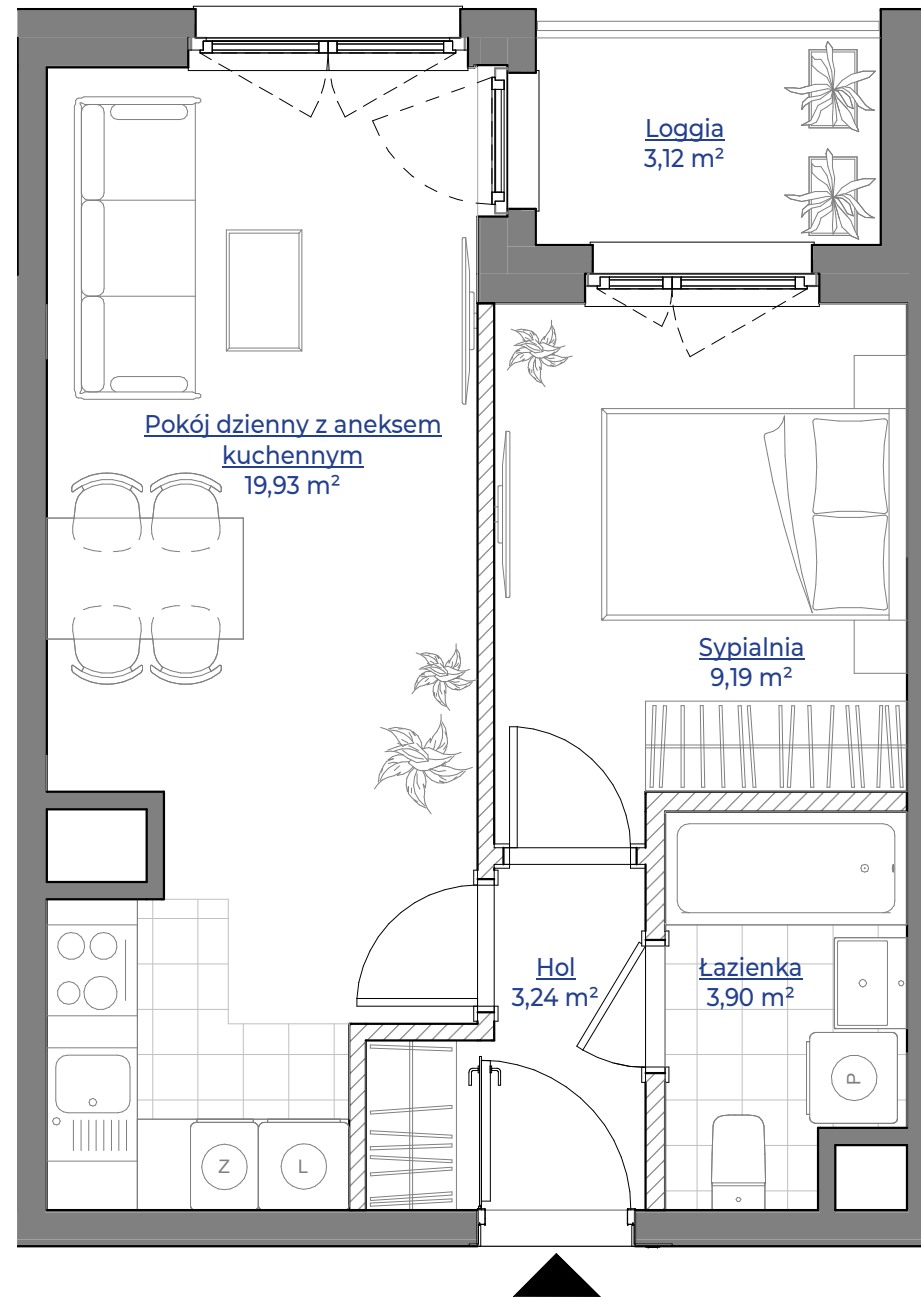 Loggia
3,12 m²
Pokój dzienny z aneksem
kuchennym
19,93 m²
Sypialnia
9,19 m²
Hol
3,24 m²
Łazienka
3,90 m²
P
Z
L